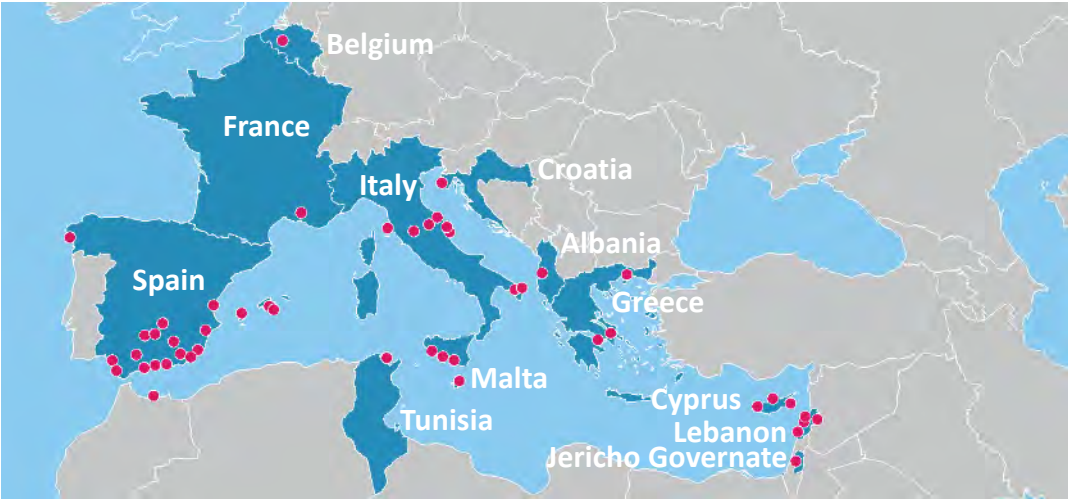 Belgium
France
Croatia
Italy
Albania
Spain
Greece
Malta
Cyprus
Tunisia
Lebanon
Jericho Governate